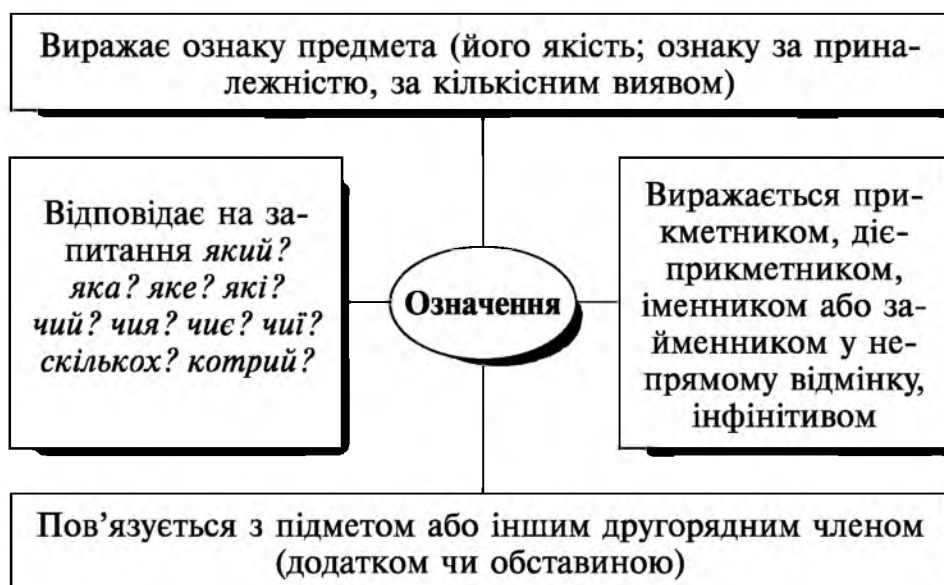 Виражає ознаку предмета (його якість; ознаку за прина-
лежністю, за кількісним виявом)
Відповідає на за-
питання який?
яка? яке? які?
чий? чия? чиє? чиї?
скількох? котрий?
Означення
Виражається при-
кметником, діє-
прикметником,
іменником або за-
йменником у не-
прямому відмінку,
інфінітивом
Пов’язується з підметом або іншим другорядним членом
(додатком чи обставиною)